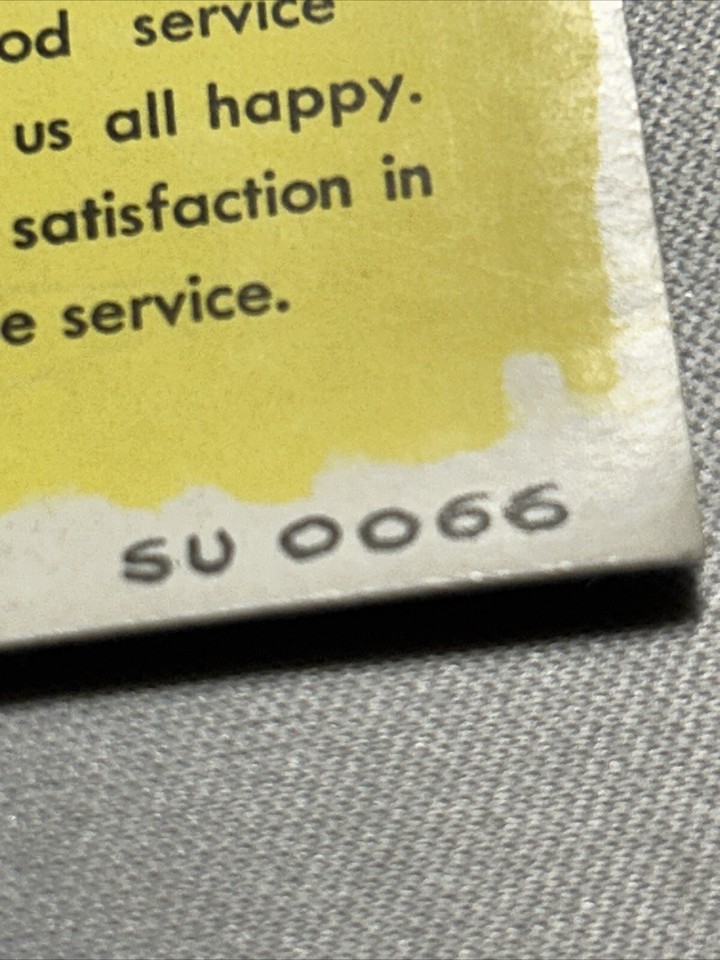 od service
us all happy.
satisfaction in
e service.
SU 0066